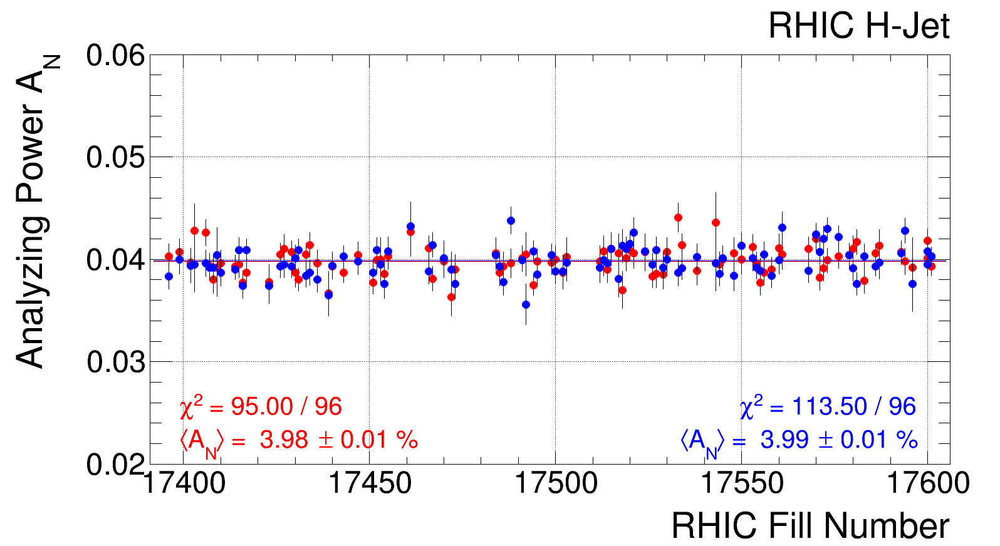 RHIC H-Jet
Analyzing Power A_N
0.06
0.05
0.04
0.03
0.02
χ² = 95.00 / 96
⟨A_N⟩ = 3.98 ± 0.01 %
χ² = 113.50 / 96
⟨A_N⟩ = 3.99 ± 0.01 %
17400 17450 17500 17550 17600
RHIC Fill Number